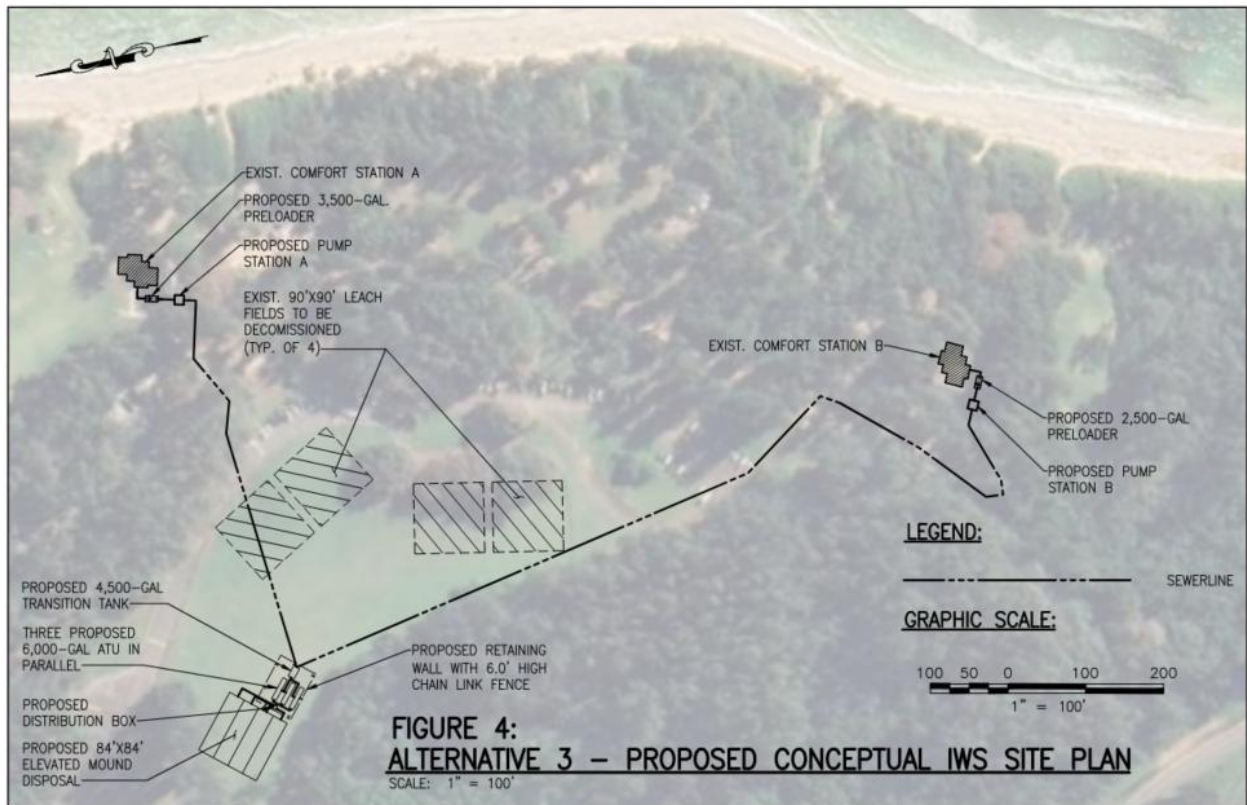 EXIST. COMFORT STATION A
PROPOSED 3,500-GAL.
PRELOADER
PROPOSED PUMP
STATION A
EXIST. 90'X90' LEACH
FIELDS TO BE
DECOMISSIONED
(TYP. OF 4)
EXIST. COMFORT STATION B
PROPOSED 2,500-GAL
PRELOADER
PROPOSED PUMP
STATION B
LEGEND:
SEWERLINE
GRAPHIC SCALE:
100 50 0 100 200
1" = 100'
PROPOSED 4,500-GAL
TRANSITION TANK
THREE PROPOSED
6,000-GAL ATU IN
PARALLEL
PROPOSED
DISTRIBUTION BOX
PROPOSED 84'X84'
ELEVATED MOUND
DISPOSAL
PROPOSED RETAINING
WALL WITH 6.0' HIGH
CHAIN LINK FENCE
FIGURE 4:
ALTERNATIVE 3 – PROPOSED CONCEPTUAL IWS SITE PLAN
SCALE: 1" = 100'